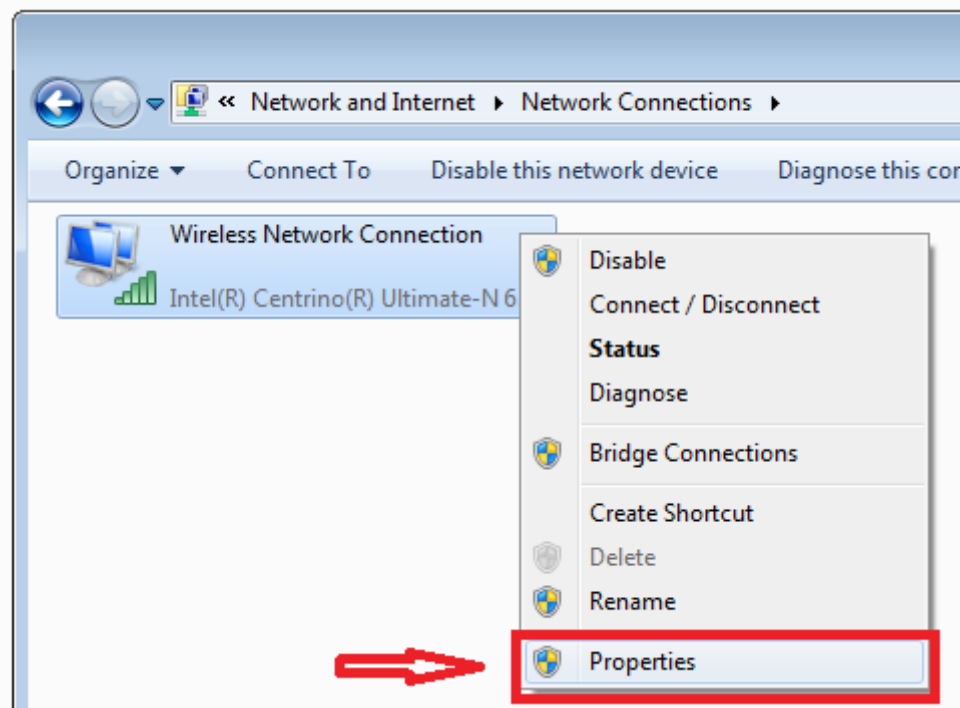 « Network and Internet Network Connections
Organize Connect To Disable this network device Diagnose this con
Wireless Network Connection
Intel(R) Centrino(R) Ultimate-N 6
Disable
Connect / Disconnect
Status
Diagnose
Bridge Connections
Create Shortcut
Delete
Rename
Properties